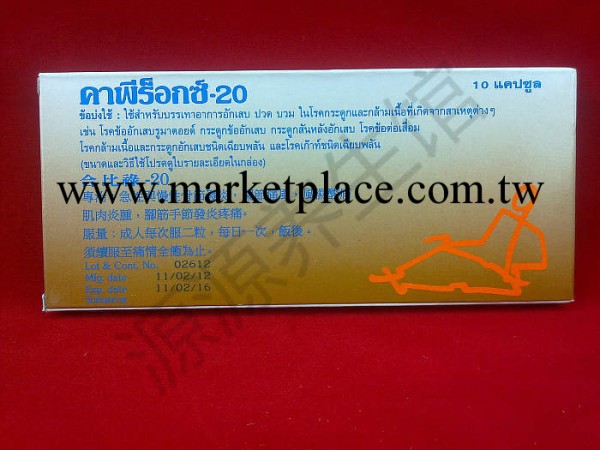 คาพีร็อกซ์-20
10 แคปซูล
ข้อบ่งใช้ : ใช้สำหรับบรรเทาอาการอักเสบ ปวด บวม ในโรคกระดูกและกล้ามเนื้อที่เกิดจากสาเหตุต่างๆ
เช่น โรคข้ออักเสบรูมาตอยด์ กระดูกข้ออักเสบ กระดูกสันหลังอักเสบ โรคข้อต่อเสื่อม
โรคกล้ามเนื้อและกระดูกอักเสบชนิดเฉียบพลัน และโรคเก๊าท์ชนิดเฉียบพลัน
(ขนาดและวิธีใช้โปรดดูใบรายละเอียดในกล่อง)
-20
www.marketplace.com.tw
肌肉炎腫，腳筋手節發炎疼痛。
服量：成人每次服二粒，每日一次，飯後。
須續服至痛情全癒為止。
Lot & Cont. No. 02612
Mfg. date 11/02/12
Exp. date 11/02/16
源源养生馆